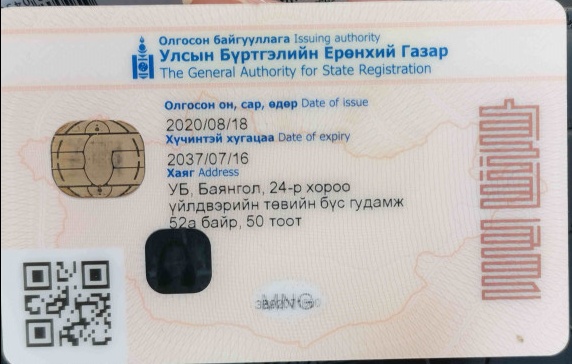 Олгосон байгууллага Issuing authority
Улсын Бүртгэлийн Ерөнхий Газар
The General Authority for State Registration
Олгосон он, сар, өдөр Date of issue
2020/08/18
Хүчинтэй хугацаа Date of expiry
2037/07/16
Хаяг Address
УБ, Баянгол, 24-р хороо
үйлдвэрийн төвийн бүс гудамж
52а байр, 50 тоот
MNG